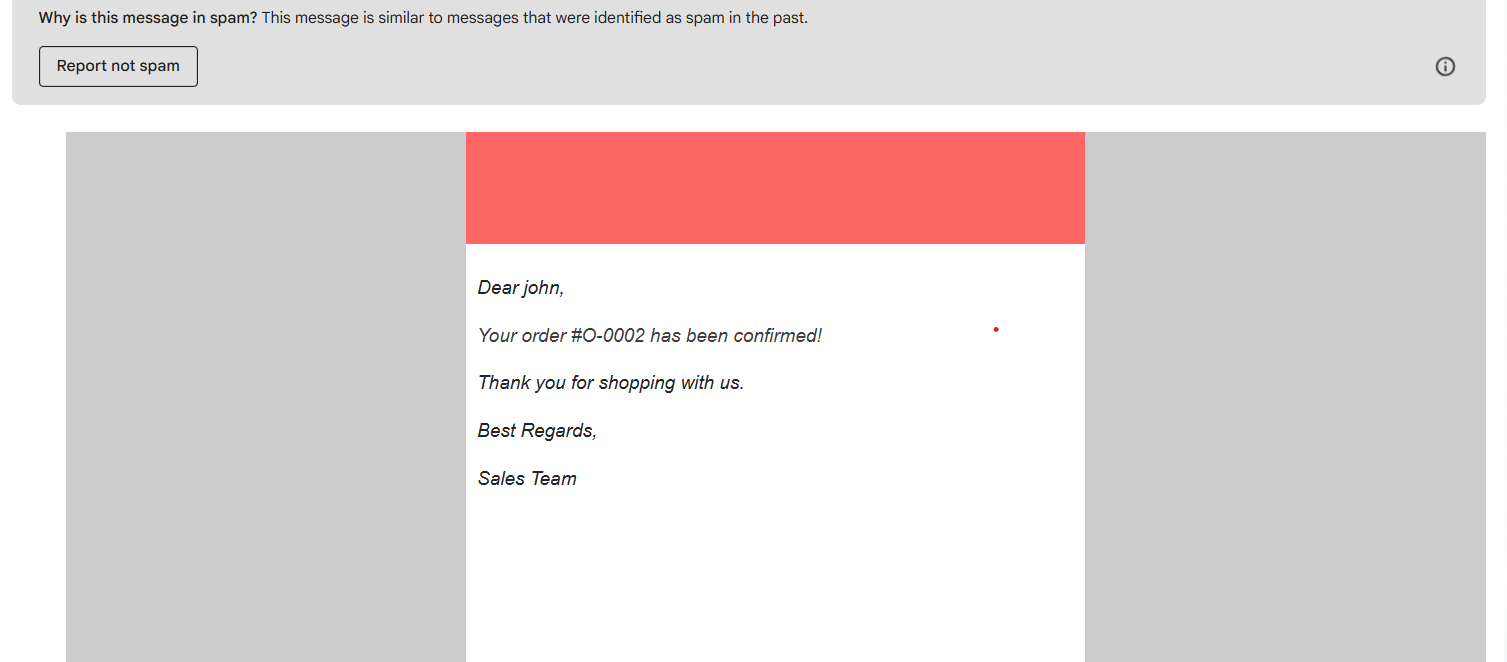 Why is this message in spam? This message is similar to messages that were identified as spam in the past.
Report not spam
Dear john,
Your order #O-0002 has been confirmed!
Thank you for shopping with us.
Best Regards,
Sales Team